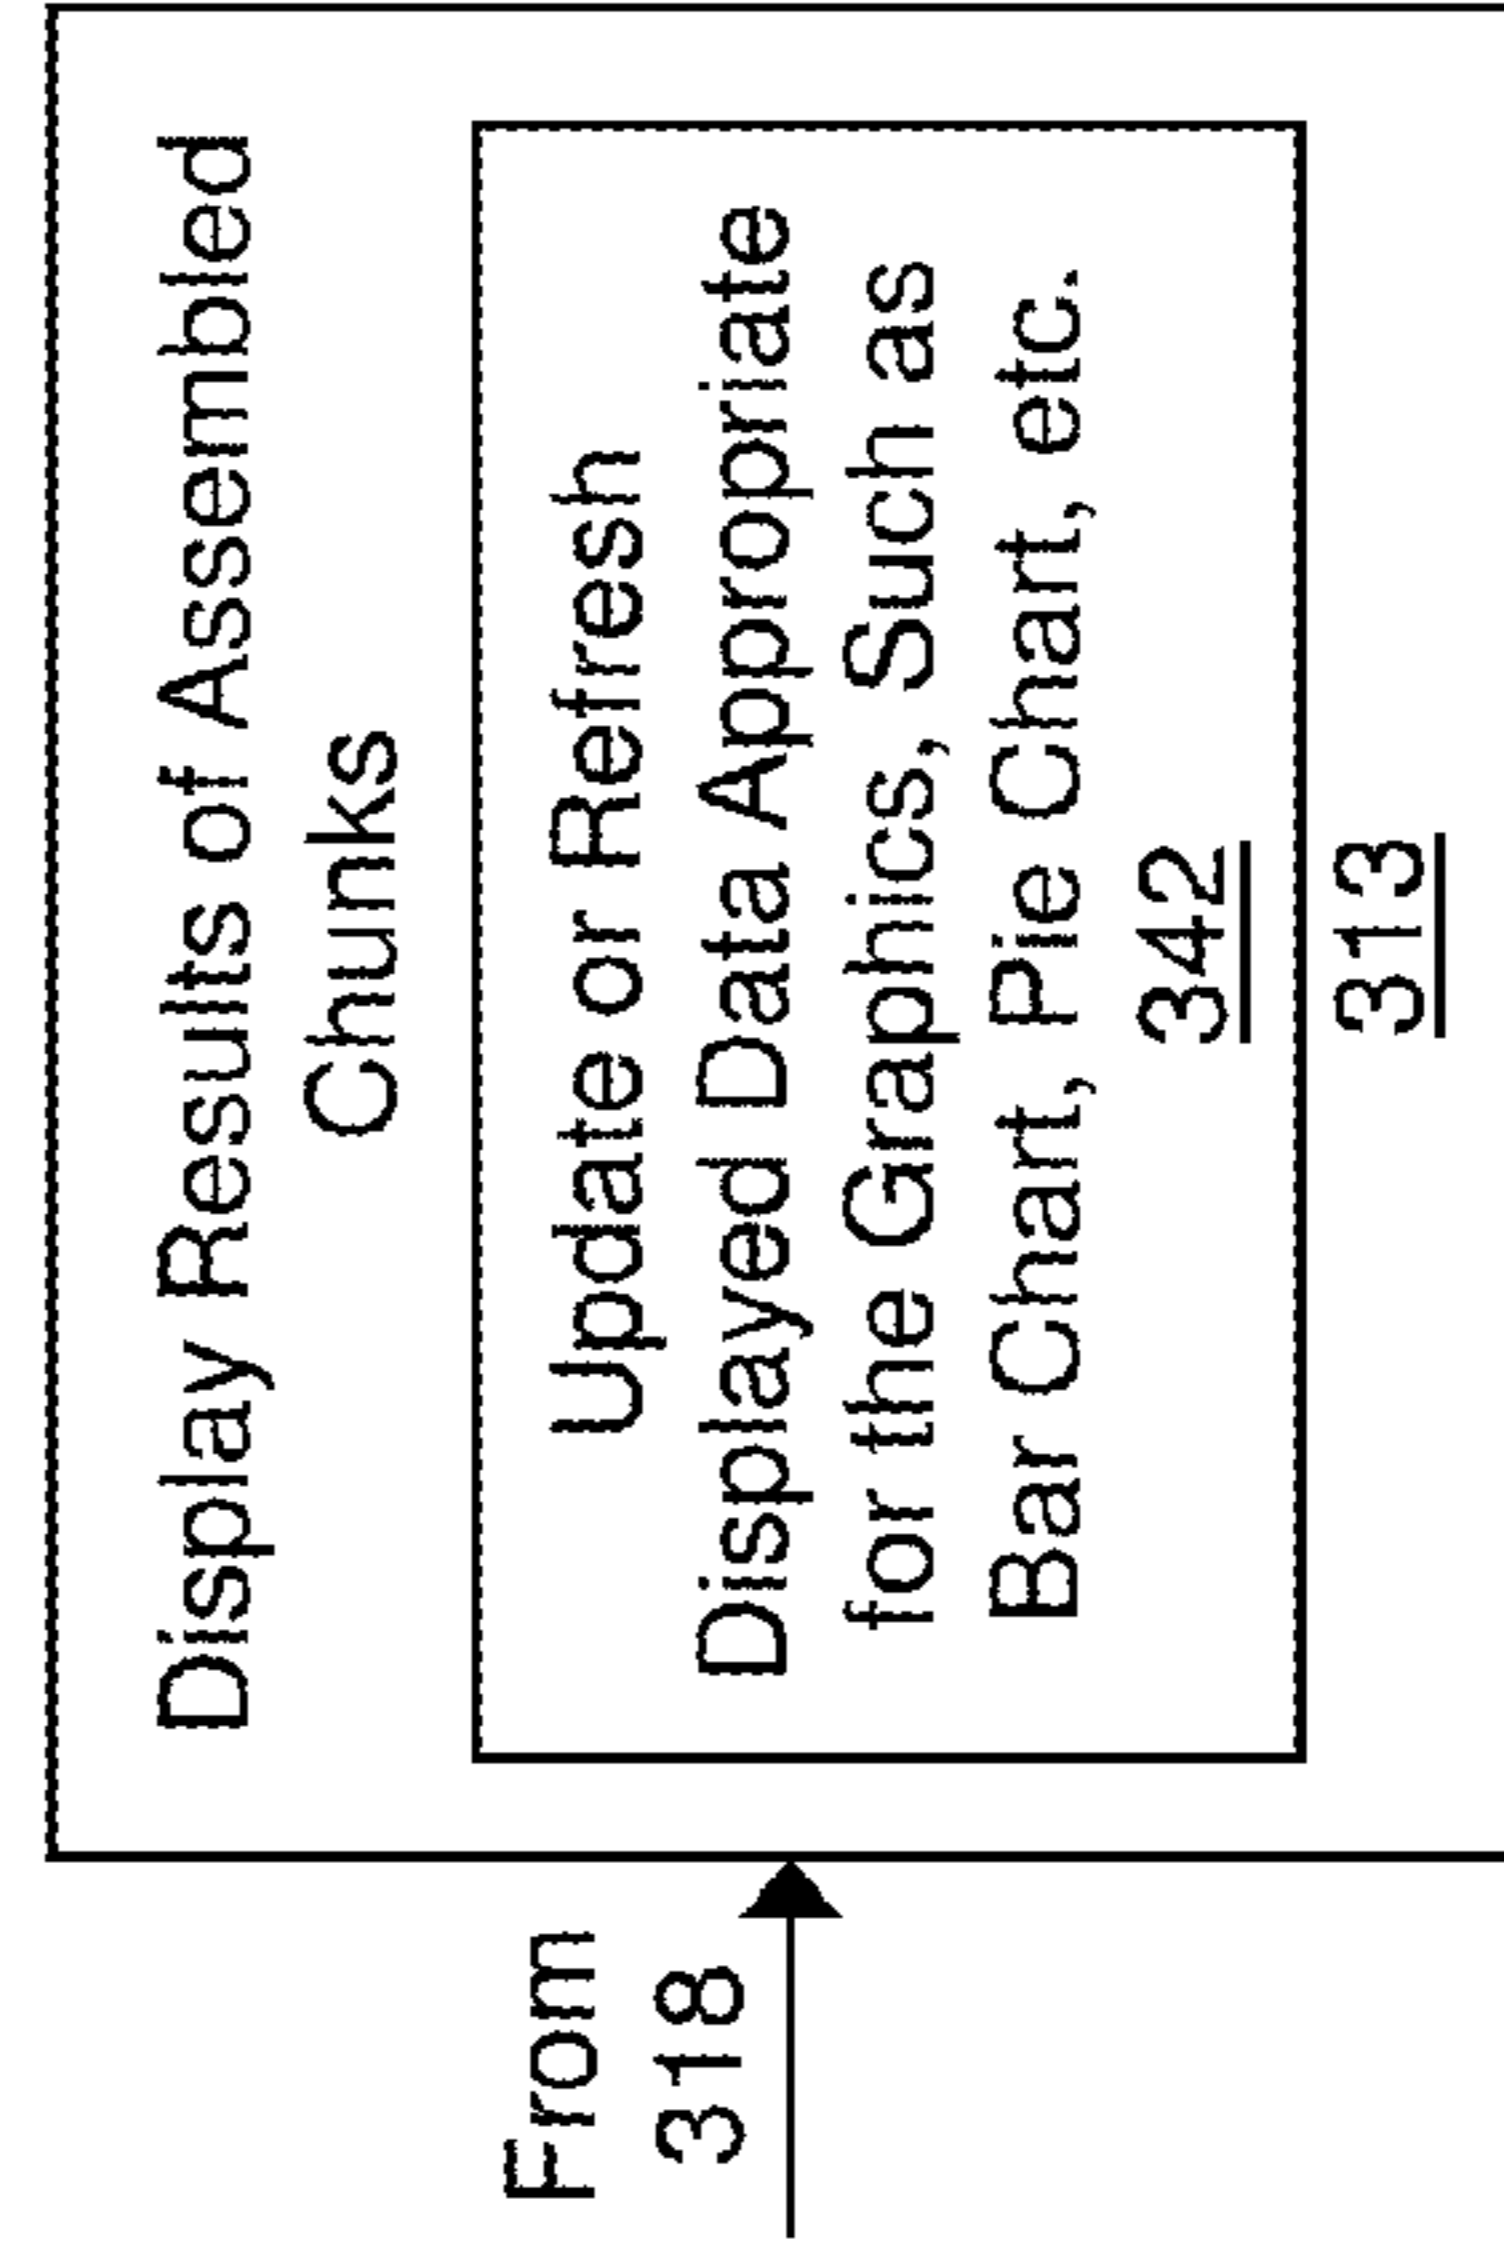 From
318
Display Results of Assembled
Chunks
Update or Refresh
Displayed Data Appropriate
for the Graphics, Such as
Bar Chart, Pie Chart, etc.
342
313